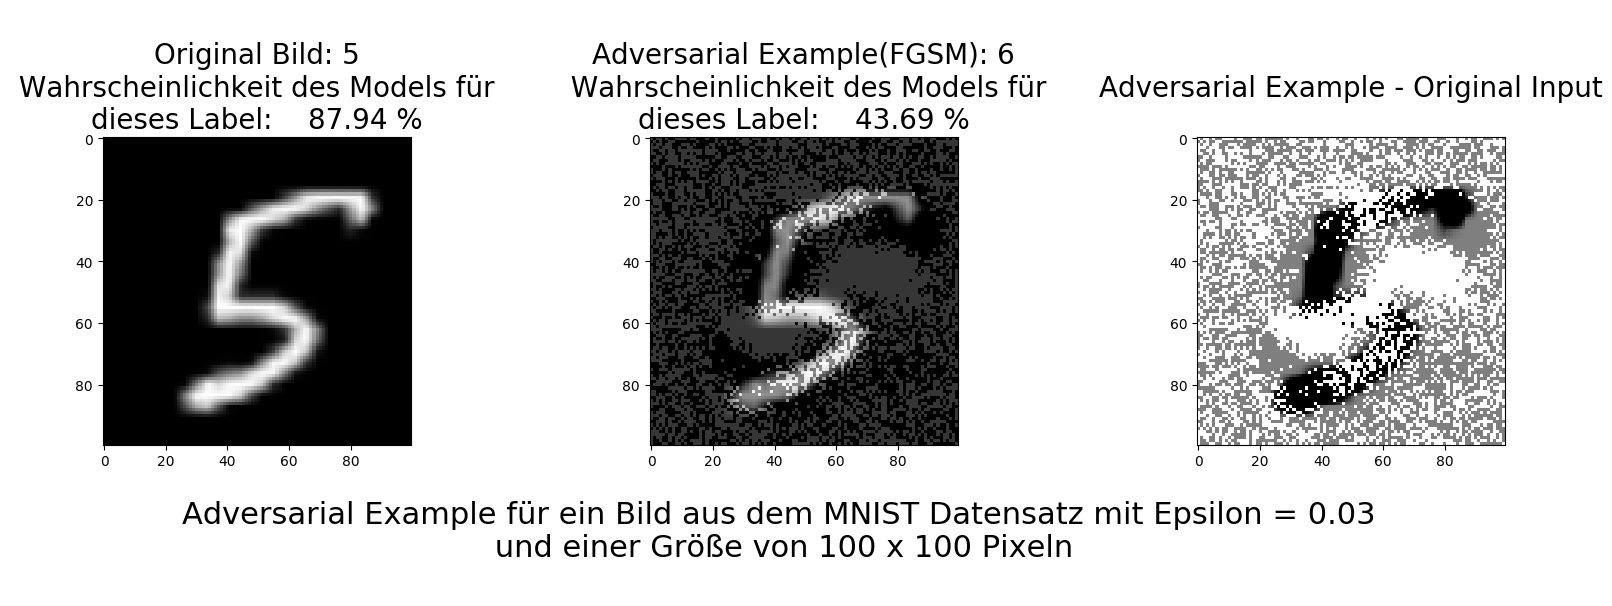 Original Bild: 5
Wahrscheinlichkeit des Models für
dieses Label:    87.94 %
Adversarial Example(FGSM): 6
Wahrscheinlichkeit des Models für
dieses Label:    43.69 %
Adversarial Example - Original Input
0
20
40
60
80
0 20 40 60 80
0
20
40
60
80
0 20 40 60 80
0
20
40
60
80
0 20 40 60 80
5
5
Adversarial Example für ein Bild aus dem MNIST Datensatz mit Epsilon = 0.03
und einer Größe von 100 x 100 Pixeln